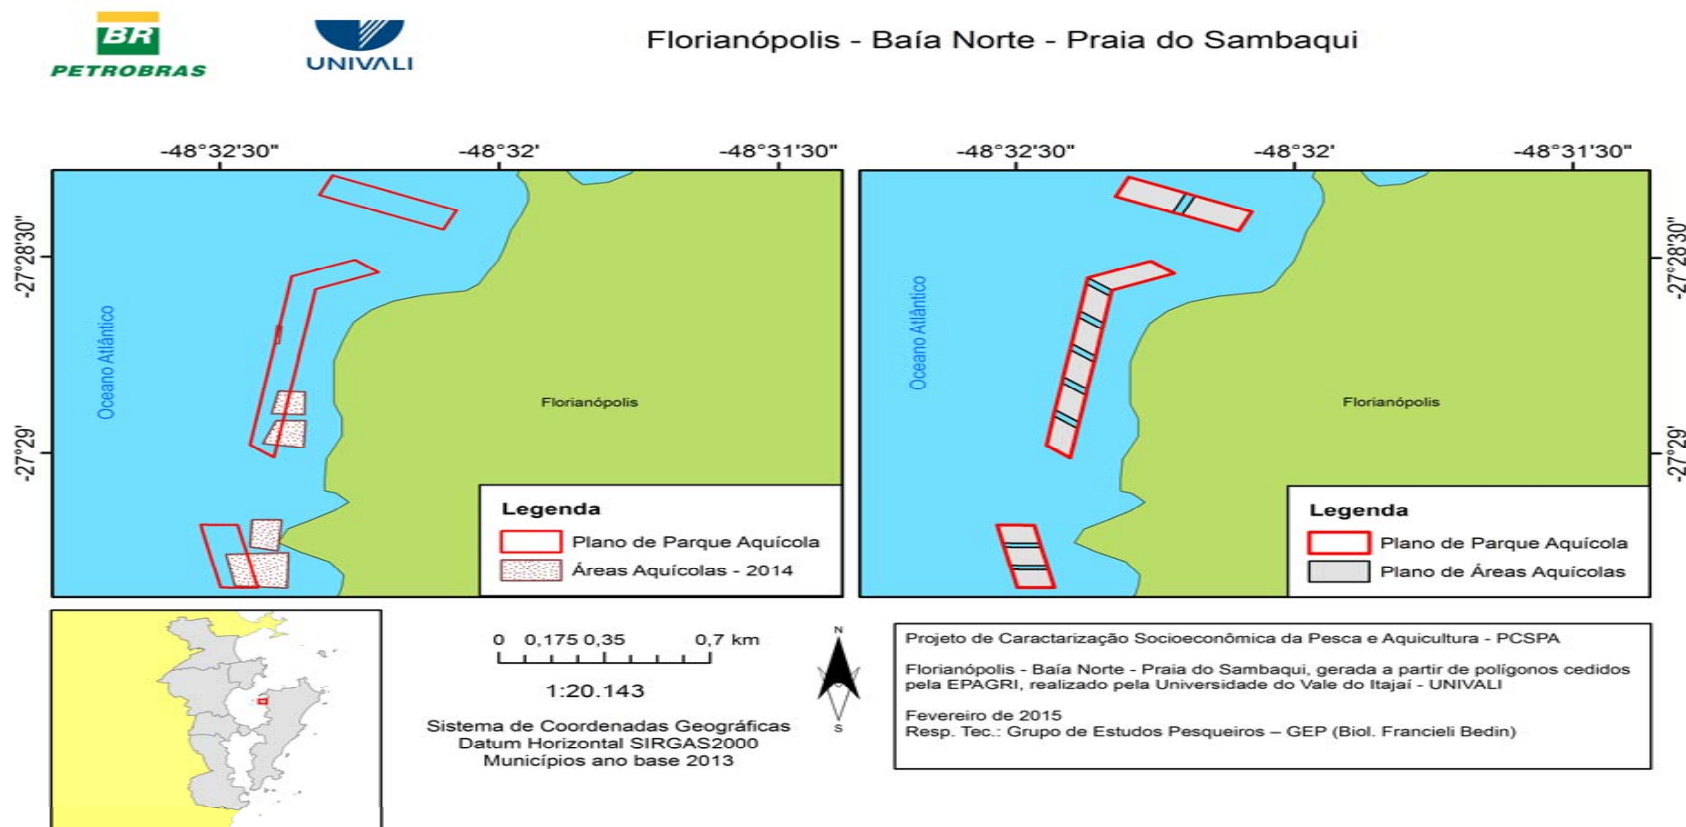 BR
PETROBRAS
UNIVALI
Florianópolis - Baía Norte - Praia do Sambaqui
-48°32'30" -48°32' -48°31'30"
-48°32'30" -48°32' -48°31'30"
-27°28'30"
-27°29'
Oceano Atlântico
Florianópolis
Legenda
Plano de Parque Aquícola
Áreas Aquícolas - 2014
Oceano Atlântico
Florianópolis
-27°28'30"
-27°29'
Legenda
Plano de Parque Aquícola
Plano de Áreas Aquícolas
0 0,175 0,35 0,7 km
1:20.143
Sistema de Coordenadas Geográficas
Datum Horizontal SIRGAS2000
Municípios ano base 2013
N
S
Projeto de Caractarização Socioeconômica da Pesca e Aquicultura - PCSPA
Florianópolis - Baía Norte - Praia do Sambaqui, gerada a partir de polígonos cedidos
pela EPAGRI, realizado pela Universidade do Vale do Itajaí - UNIVALI
Fevereiro de 2015
Resp. Tec.: Grupo de Estudos Pesqueiros – GEP (Biol. Francieli Bedin)